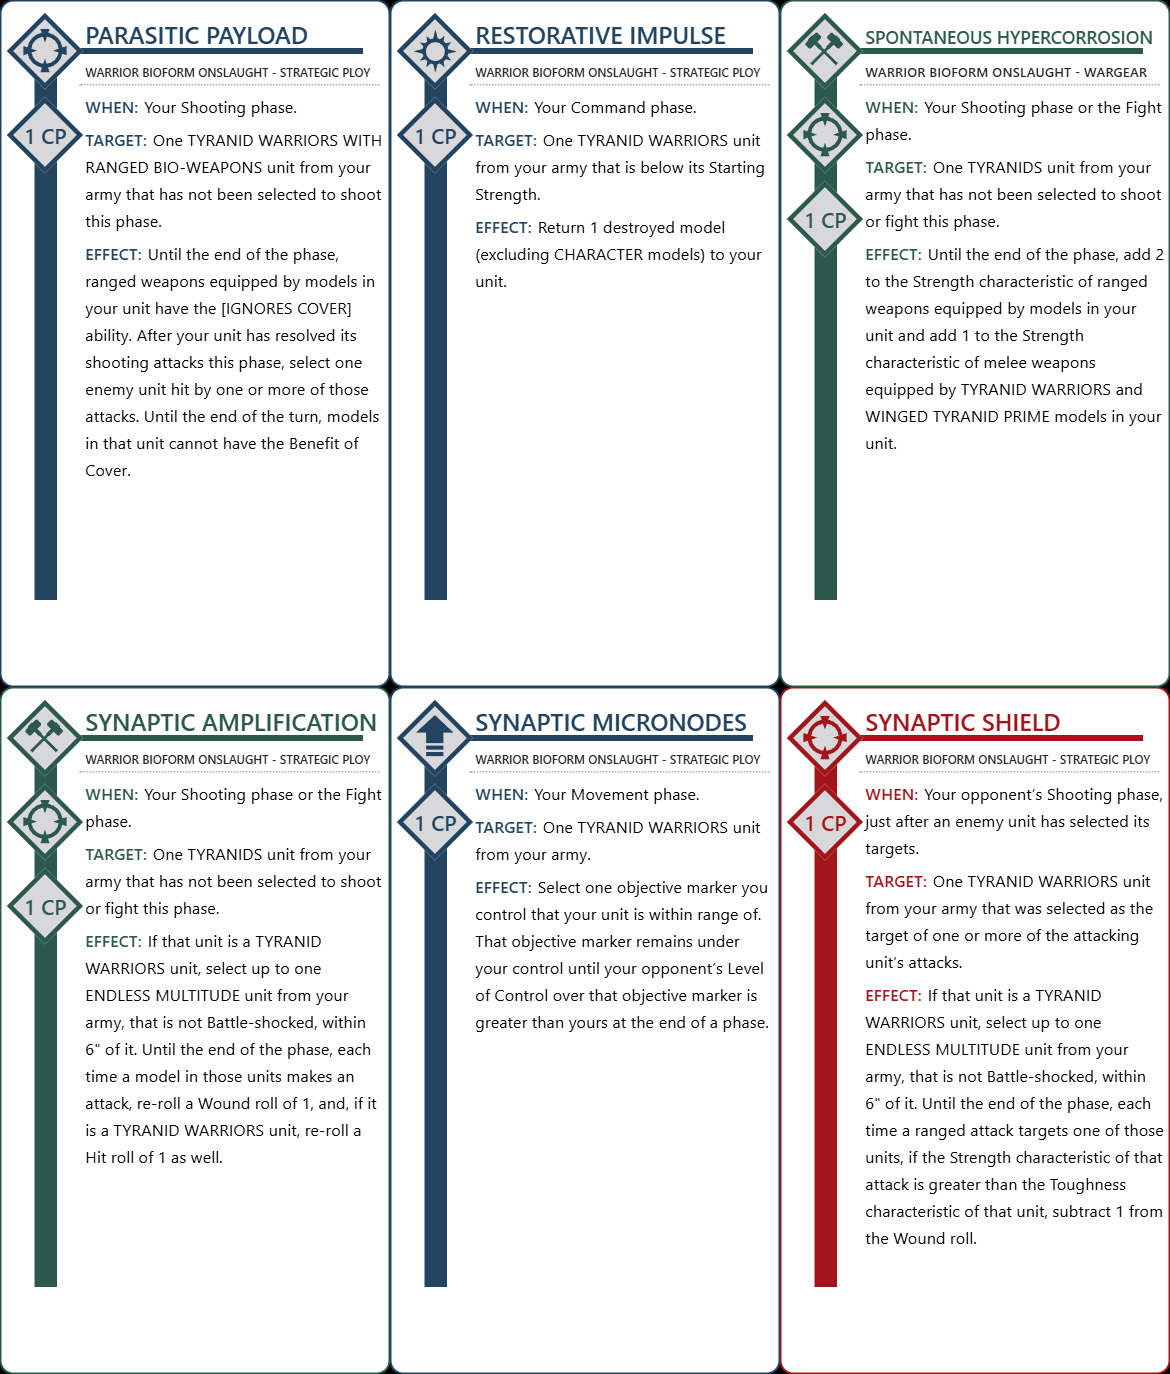 PARASITIC PAYLOAD
WARRIOR BIOFORM ONSLAUGHT - STRATEGIC PLOY
WHEN: Your Shooting phase.
1 CP
TARGET: One TYRANID WARRIORS WITH
RANGED BIO-WEAPONS unit from your
army that has not been selected to shoot
this phase.
EFFECT: Until the end of the phase,
ranged weapons equipped by models in
your unit have the [IGNORES COVER]
ability. After your unit has resolved its
shooting attacks this phase, select one
enemy unit hit by one or more of those
attacks. Until the end of the turn, models
in that unit cannot have the Benefit of
Cover.
RESTORATIVE IMPULSE
WARRIOR BIOFORM ONSLAUGHT - STRATEGIC PLOY
WHEN: Your Command phase.
1 CP
TARGET: One TYRANID WARRIORS unit
from your army that is below its Starting
Strength.
EFFECT: Return 1 destroyed model
(excluding CHARACTER models) to your
unit.
SPONTANEOUS HYPERCORROSION
WARRIOR BIOFORM ONSLAUGHT - WARGEAR
WHEN: Your Shooting phase or the Fight
phase.
TARGET: One TYRANIDS unit from your
army that has not been selected to shoot
or fight this phase.
1 CP
EFFECT: Until the end of the phase, add 2
to the Strength characteristic of ranged
weapons equipped by models in your
unit and add 1 to the Strength
characteristic of melee weapons
equipped by TYRANID WARRIORS and
WINGED TYRANID PRIME models in your
unit.
SYNAPTIC AMPLIFICATION
WARRIOR BIOFORM ONSLAUGHT - STRATEGIC PLOY
WHEN: Your Shooting phase or the Fight
phase.
TARGET: One TYRANIDS unit from your
army that has not been selected to shoot
or fight this phase.
1 CP
EFFECT: If that unit is a TYRANID
WARRIORS unit, select up to one
ENDLESS MULTITUDE unit from your
army, that is not Battle-shocked, within
6" of it. Until the end of the phase, each
time a model in those units makes an
attack, re-roll a Wound roll of 1, and, if it
is a TYRANID WARRIORS unit, re-roll a
Hit roll of 1 as well.
SYNAPTIC MICRONODES
WARRIOR BIOFORM ONSLAUGHT - STRATEGIC PLOY
WHEN: Your Movement phase.
1 CP
TARGET: One TYRANID WARRIORS unit
from your army.
EFFECT: Select one objective marker you
control that your unit is within range of.
That objective marker remains under
your control until your opponent's Level
of Control over that objective marker is
greater than yours at the end of a phase.
SYNAPTIC SHIELD
WARRIOR BIOFORM ONSLAUGHT - STRATEGIC PLOY
WHEN: Your opponent's Shooting phase,
1 CP
just after an enemy unit has selected its
targets.
TARGET: One TYRANID WARRIORS unit
from your army that was selected as the
target of one or more of the attacking
unit's attacks.
EFFECT: If that unit is a TYRANID
WARRIORS unit, select up to one
ENDLESS MULTITUDE unit from your
army, that is not Battle-shocked, within
6" of it. Until the end of the phase, each
time a ranged attack targets one of those
units, if the Strength characteristic of that
attack is greater than the Toughness
characteristic of that unit, subtract 1 from
the Wound roll.